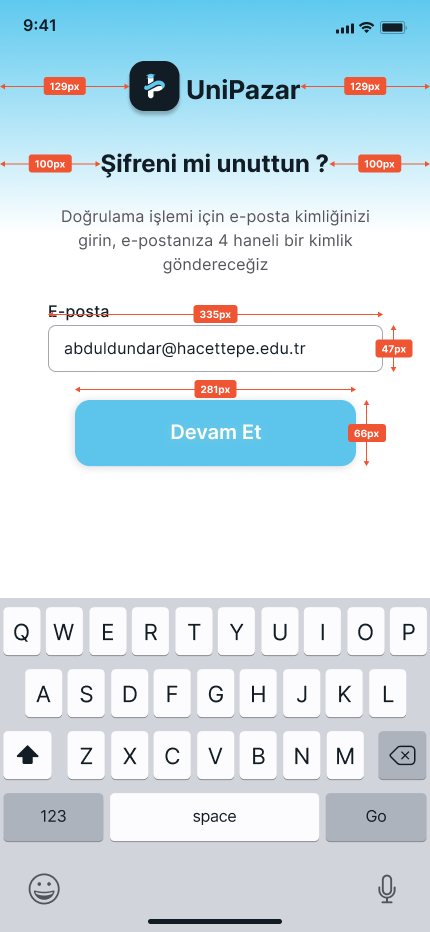 9:41
129px
UniPazar
129px
100px
Şifreni mi unuttun ?
100px
Doğrulama işlemi için e-posta kimliğinizi
girin, e-postanıza 4 haneli bir kimlik
göndereceğiz
E-posta
335px
abduldundar@hacettepe.edu.tr
47px
281px
Devam Et
66px
Q W E R T Y U I O P
A S D F G H J K L
Z X C V B N M
123 space Go